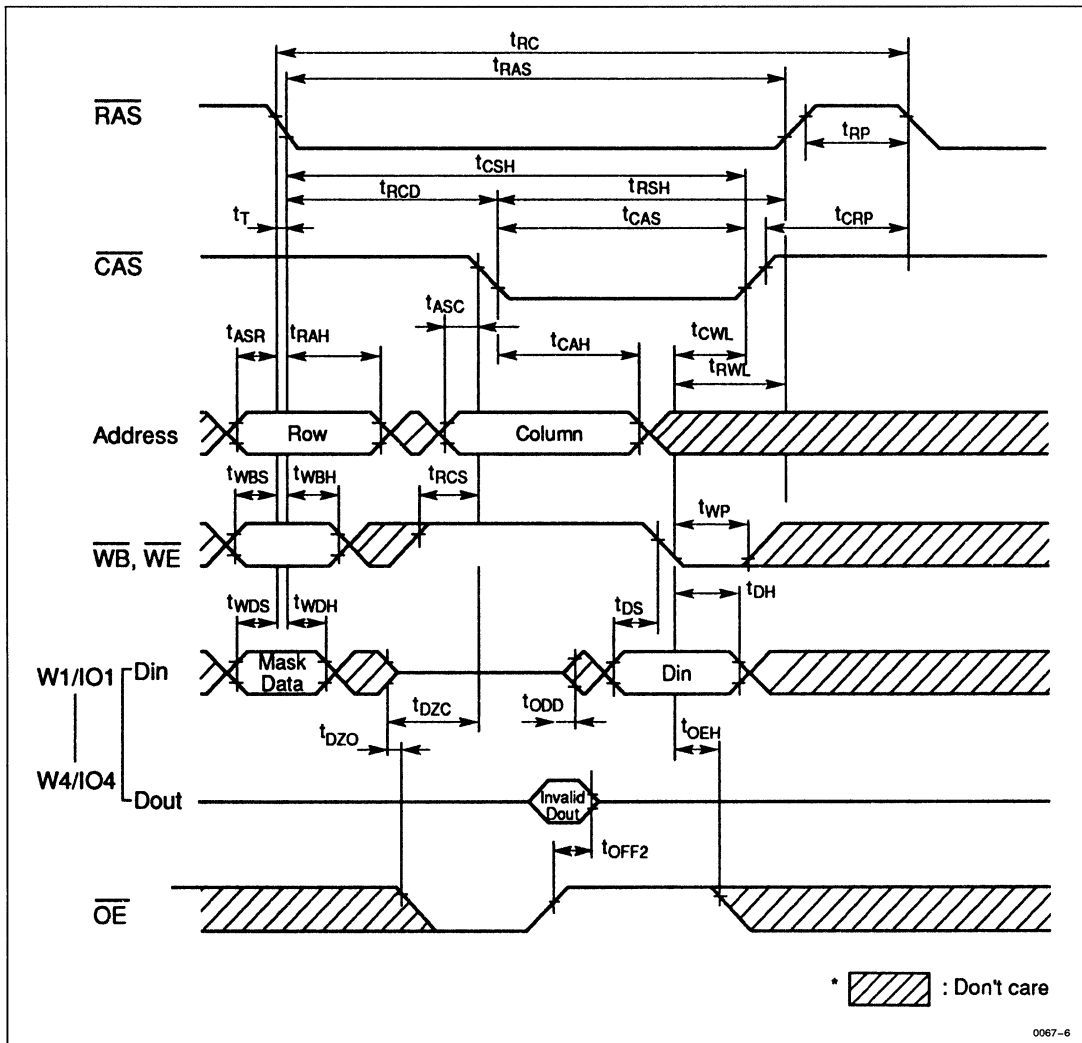 tRC
tRAS
RAS
tRP
tCSH
tRCD
tRSH
tT
tCAS
tCRP
CAS
tASC
tASR
tRAH
tCAH
tCWL
tRWL
Address
Row
Column
tWBS
tWBH
tRCS
tWP
WB, WE
tWDS
tWDH
tDS
tDH
W1/IO1
Din
Mask
Data
Din
tDZC
tODD
tDZO
tOEH
W4/IO4
Dout
Invalid
Dout
tOFF2
OE
* : Don't care
0067–6